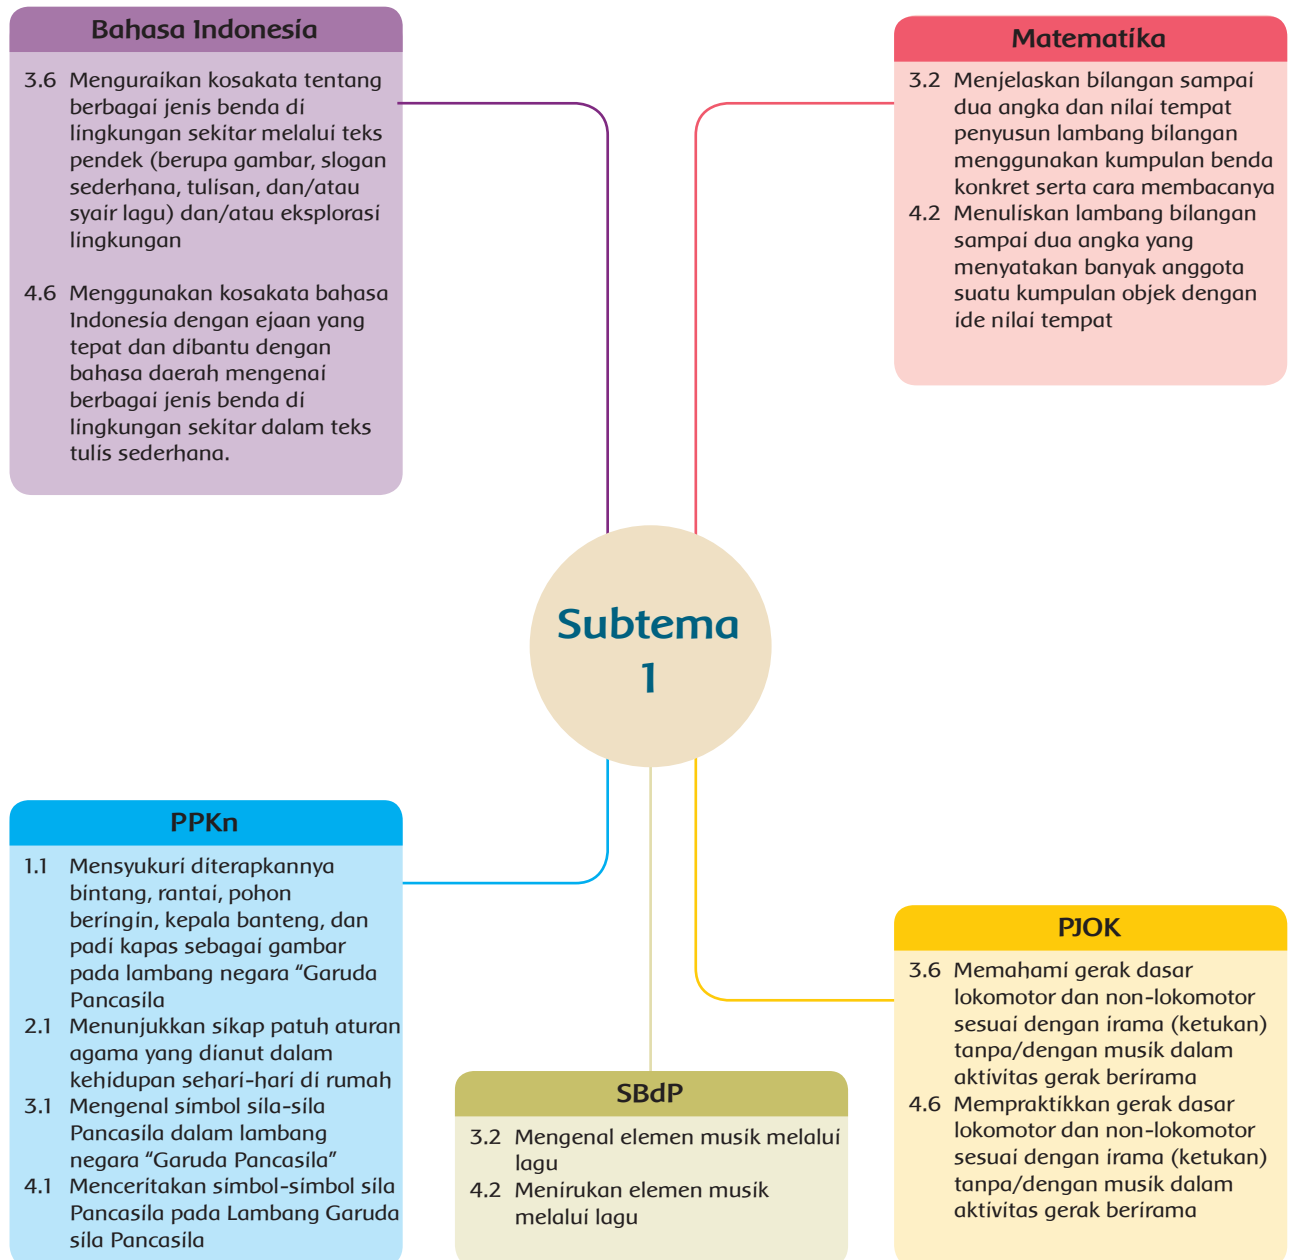 Bahasa Indonesia
3.6 Menguraikan kosakata tentang
berbagai jenis benda di
lingkungan sekitar melalui teks
pendek (berupa gambar, slogan
sederhana, tulisan, dan/atau
syair lagu) dan/atau eksplorasi
lingkungan
4.6 Menggunakan kosakata bahasa
Indonesia dengan ejaan yang
tepat dan dibantu dengan
bahasa daerah mengenai
berbagai jenis benda di
lingkungan sekitar dalam teks
tulis sederhana.
Matematika
3.2 Menjelaskan bilangan sampai
dua angka dan nilai tempat
penyusun lambang bilangan
menggunakan kumpulan benda
konkret serta cara membacanya
4.2 Menuliskan lambang bilangan
sampai dua angka yang
menyatakan banyak anggota
suatu kumpulan objek dengan
ide nilai tempat
Subtema
1
PPKn
1.1 Mensyukuri diterapkannya
bintang, rantai, pohon
beringin, kepala banteng, dan
padi kapas sebagai gambar
pada lambang negara “Garuda
Pancasila
2.1 Menunjukkan sikap patuh aturan
agama yang dianut dalam
kehidupan sehari-hari di rumah
3.1 Mengenal simbol sila-sila
Pancasila dalam lambang
negara “Garuda Pancasila”
4.1 Menceritakan simbol-simbol sila
Pancasila pada Lambang Garuda
sila Pancasila
SBdP
3.2 Mengenal elemen musik melalui
lagu
4.2 Menirukan elemen musik
melalui lagu
PJOK
3.6 Memahami gerak dasar
lokomotor dan non-lokomotor
sesuai dengan irama (ketukan)
tanpa/dengan musik dalam
aktivitas gerak berirama
4.6 Mempraktikkan gerak dasar
lokomotor dan non-lokomotor
sesuai dengan irama (ketukan)
tanpa/dengan musik dalam
aktivitas gerak berirama